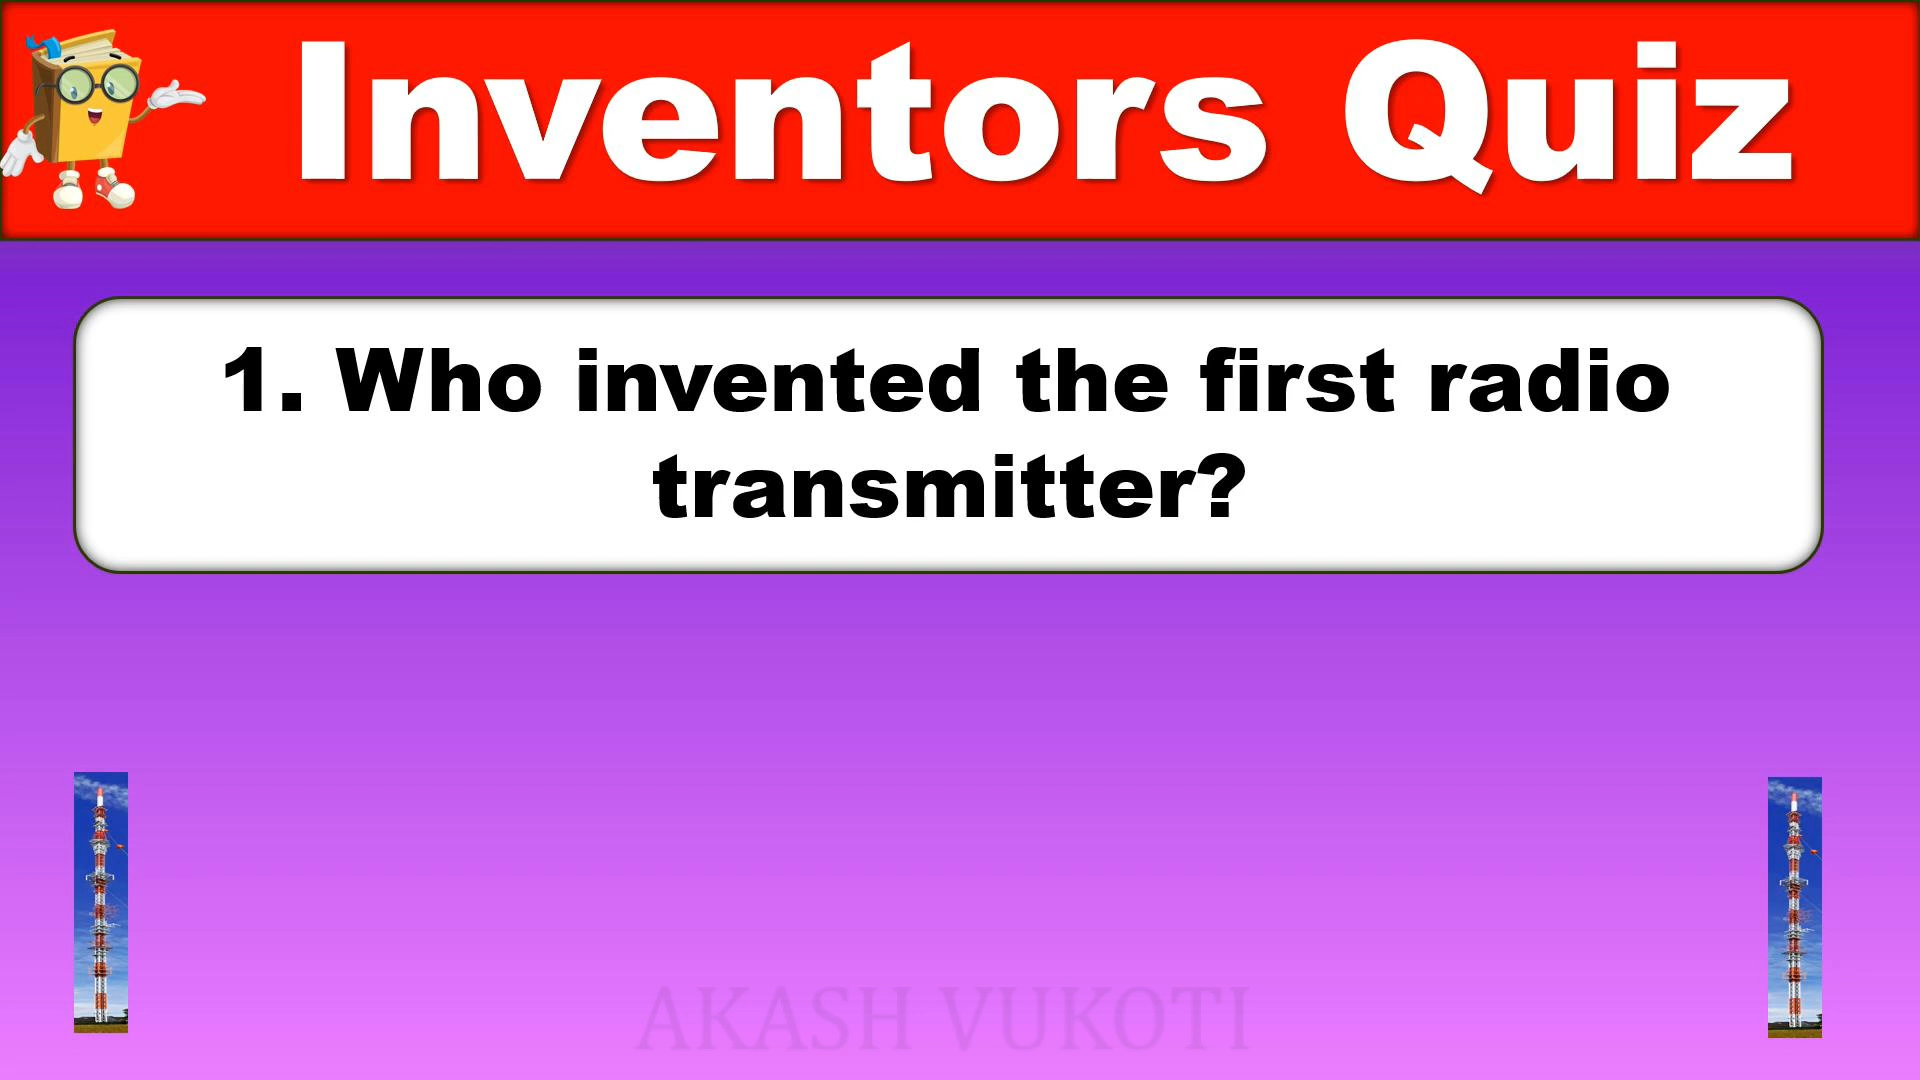 Inventors Quiz
1. Who invented the first radio
transmitter?
AKASH VUKOTI